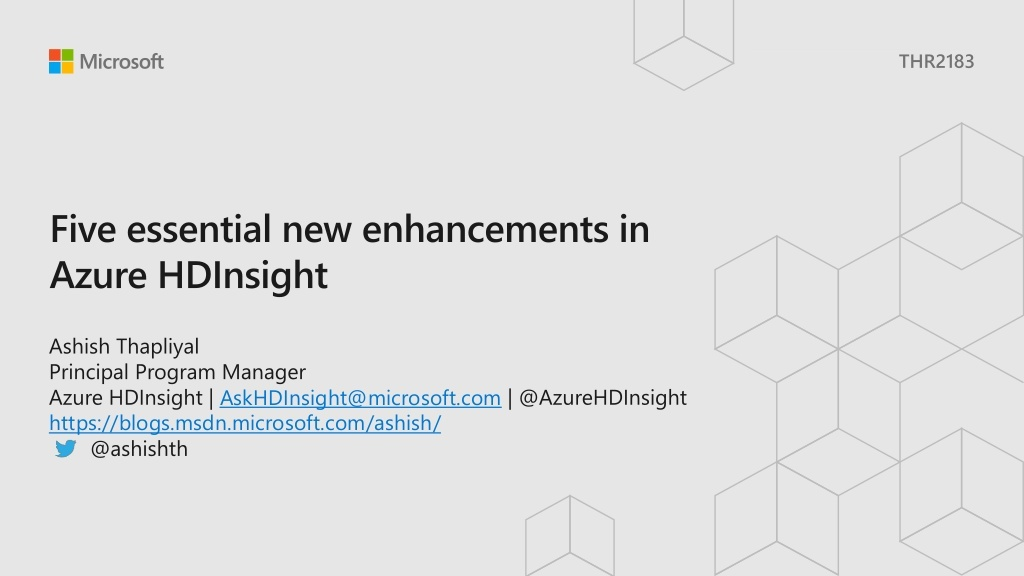 Microsoft
THR2183
Five essential new enhancements in
Azure HDInsight
Ashish Thapliyal
Principal Program Manager
Azure HDInsight | AskHDInsight@microsoft.com | @AzureHDInsight
https://blogs.msdn.microsoft.com/ashish/
@ashishth